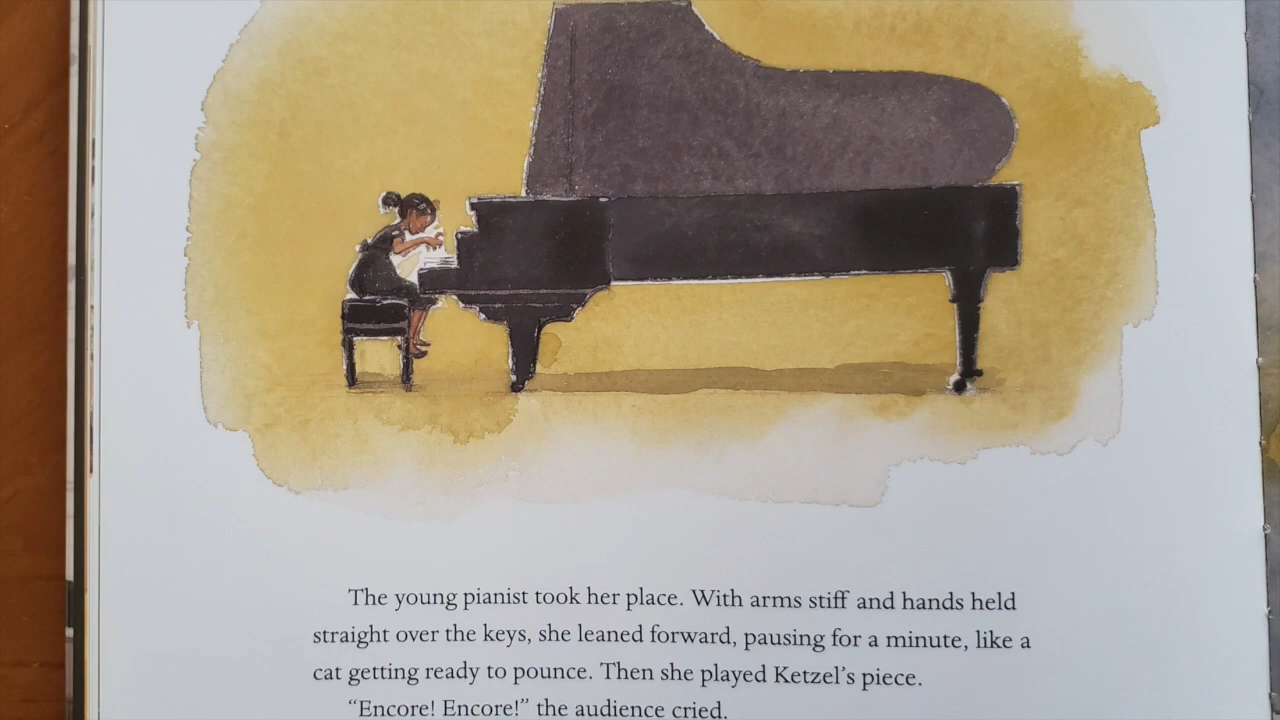 The young pianist took her place. With arms stiff and hands held
straight over the keys, she leaned forward, pausing for a minute, like a
cat getting ready to pounce. Then she played Ketzel’s piece.
“Encore! Encore!” the audience cried.